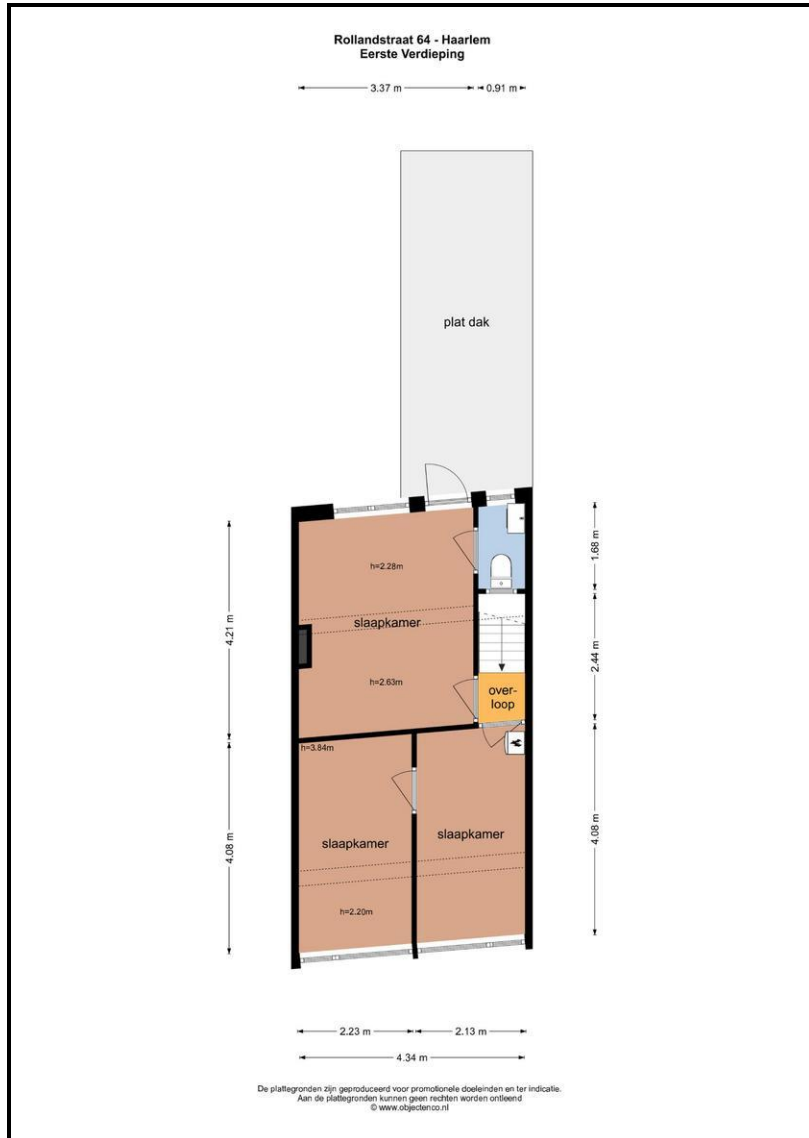 Rollandstraat 64 - Haarlem
Eerste Verdieping
3.37 m
0.91 m
plat dak
1.68 m
h=2.28m
4.21 m
slaapkamer
2.44 m
h=2.63m
over-
loop
h=3.84m
4.08 m
slaapkamer
slaapkamer
4.08 m
h=2.20m
2.23 m
2.13 m
4.34 m
De plattegronden zijn geproduceerd voor promotionele doeleinden en ter indicatie.
Aan de plattegronden kunnen geen rechten worden ontleend
© www.objectenco.nl